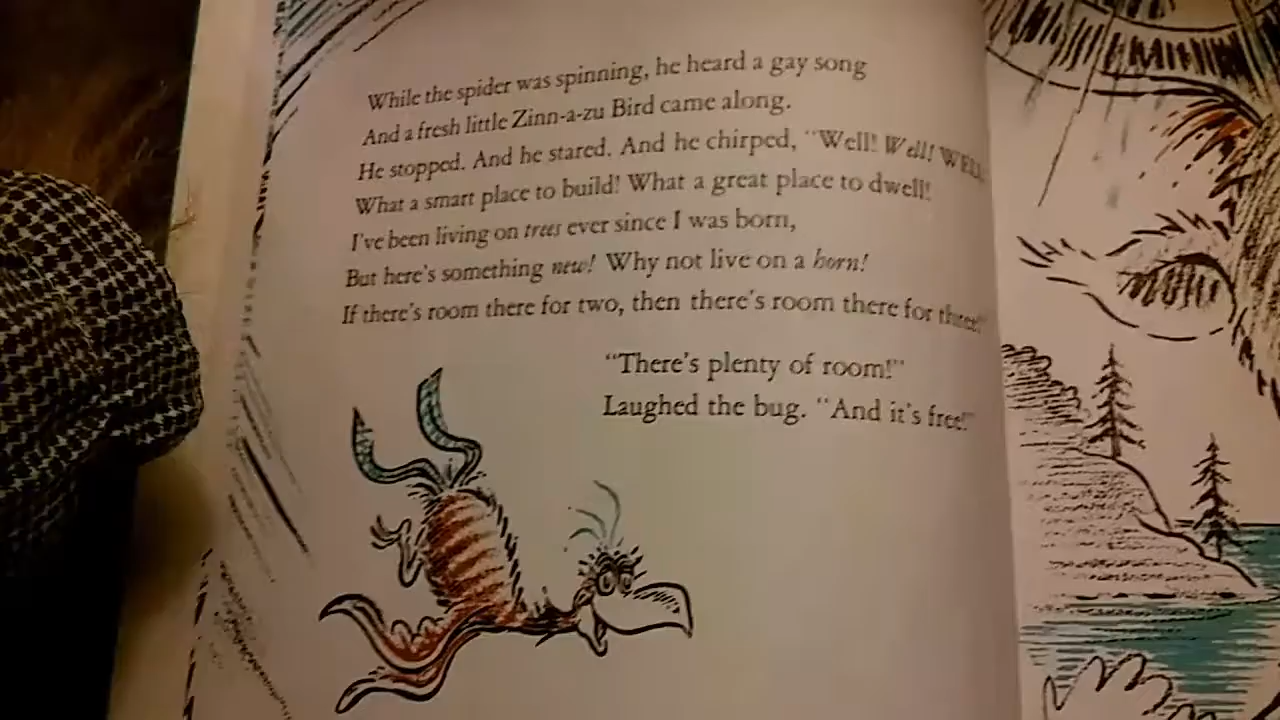 While the spider was spinning, he heard a gay song
And a fresh little Zinn-a-zu Bird came along.
He stopped. And he stared. And he chirped, "Well! Well! WELL
What a smart place to build! What a great place to dwell!
I've been living on trees ever since I was born,
But here's something new! Why not live on a horn!
If there's room there for two, then there's room there for three!"
"There's plenty of room!"
Laughed the bug. "And it's free!"